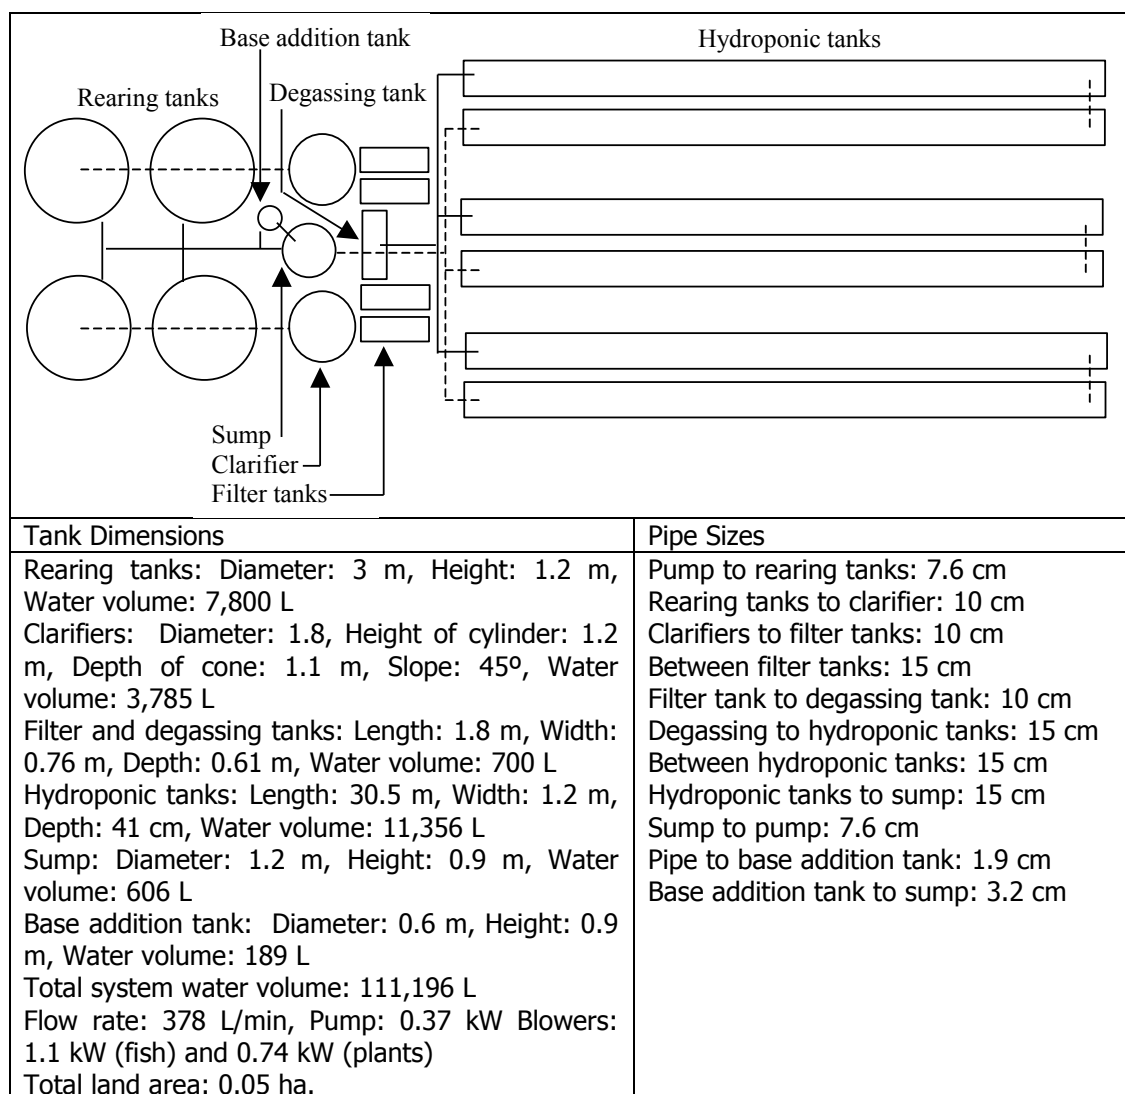 Base addition tank
Hydroponic tanks
Rearing tanks
Degassing tank
Sump
Clarifier
Filter tanks
Tank Dimensions
Rearing tanks: Diameter: 3 m, Height: 1.2 m,
Water volume: 7,800 L
Clarifiers: Diameter: 1.8, Height of cylinder: 1.2
m, Depth of cone: 1.1 m, Slope: 45º, Water
volume: 3,785 L
Filter and degassing tanks: Length: 1.8 m, Width:
0.76 m, Depth: 0.61 m, Water volume: 700 L
Hydroponic tanks: Length: 30.5 m, Width: 1.2 m,
Depth: 41 cm, Water volume: 11,356 L
Sump: Diameter: 1.2 m, Height: 0.9 m, Water
volume: 606 L
Base addition tank: Diameter: 0.6 m, Height: 0.9
m, Water volume: 189 L
Total system water volume: 111,196 L
Flow rate: 378 L/min, Pump: 0.37 kW Blowers:
1.1 kW (fish) and 0.74 kW (plants)
Total land area: 0.05 ha.
Pipe Sizes
Pump to rearing tanks: 7.6 cm
Rearing tanks to clarifier: 10 cm
Clarifiers to filter tanks: 10 cm
Between filter tanks: 15 cm
Filter tank to degassing tank: 10 cm
Degassing to hydroponic tanks: 15 cm
Between hydroponic tanks: 15 cm
Hydroponic tanks to sump: 15 cm
Sump to pump: 7.6 cm
Pipe to base addition tank: 1.9 cm
Base addition tank to sump: 3.2 cm